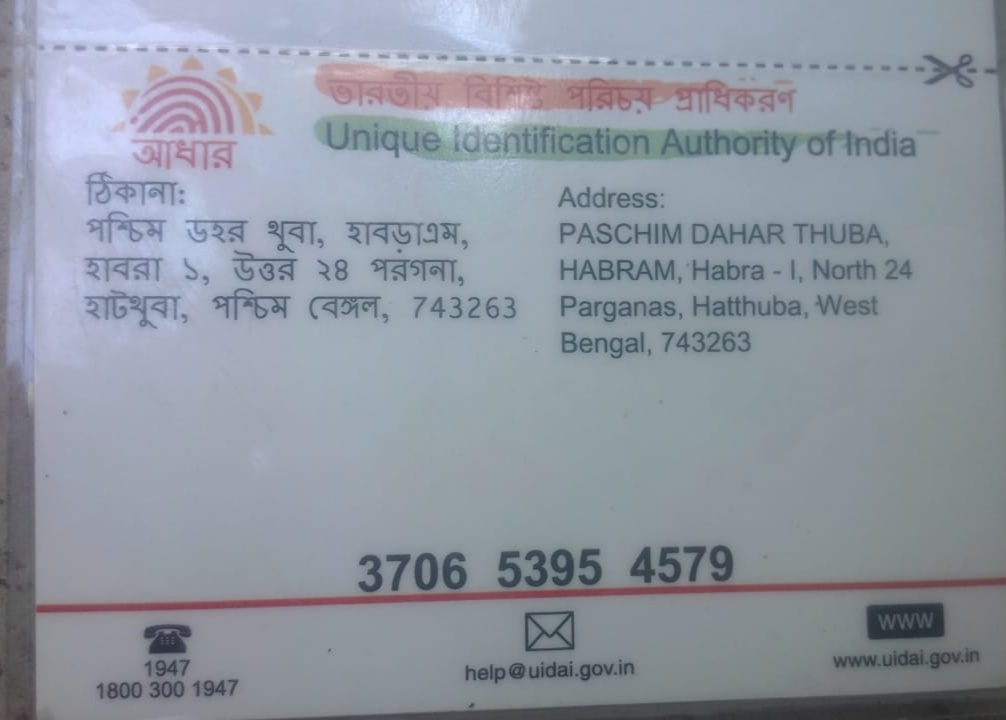 ভারতীয় বিশিষ্ট পরিচয় প্রাধিকরণ
Unique Identification Authority of India
আধার
ঠিকানা:
পশ্চিম ডহর থুবা, হাবড়াএম,
হাবরা ১, উত্তর ২৪ পরগনা,
হাটথুবা, পশ্চিম বেঙ্গল, 743263
Address:
PASCHIM DAHAR THUBA,
HABRAM, Habra - I, North 24
Parganas, Hatthuba, West
Bengal, 743263
3706 5395 4579
1947
1800 300 1947
help@uidai.gov.in
WWW
www.uidai.gov.in